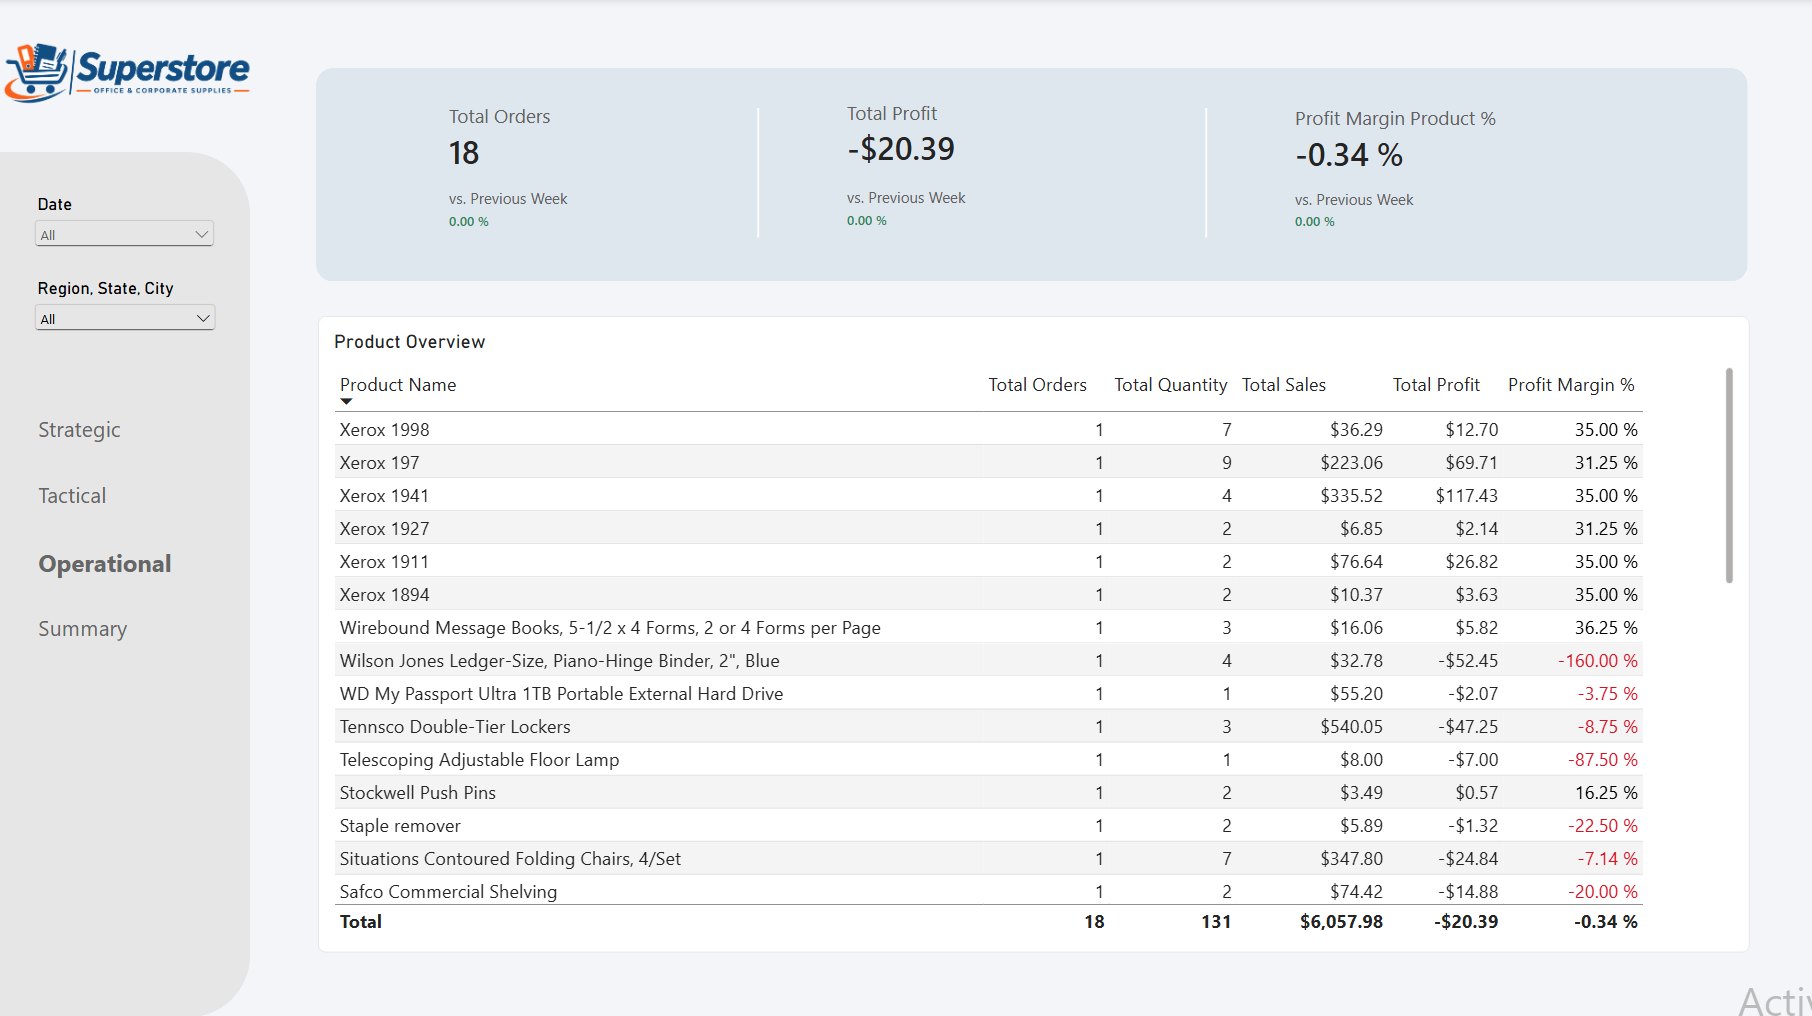 Superstore
OFFICE & CORPORATE SUPPLIES
Date
All
Region, State, City
All
Strategic
Tactical
Operational
Summary
Total Orders
18
vs. Previous Week
0.00 %
Total Profit
-$20.39
vs. Previous Week
0.00 %
Profit Margin Product %
-0.34 %
vs. Previous Week
0.00 %
Product Overview
Product Name Total Orders Total Quantity Total Sales Total Profit Profit Margin %
Xerox 1998 1 7 $36.29 $12.70 35.00 %
Xerox 197 1 9 $223.06 $69.71 31.25 %
Xerox 1941 1 4 $335.52 $117.43 35.00 %
Xerox 1927 1 2 $6.85 $2.14 31.25 %
Xerox 1911 1 2 $76.64 $26.82 35.00 %
Xerox 1894 1 2 $10.37 $3.63 35.00 %
Wirebound Message Books, 5-1/2 x 4 Forms, 2 or 4 Forms per Page 1 3 $16.06 $5.82 36.25 %
Wilson Jones Ledger-Size, Piano-Hinge Binder, 2", Blue 1 4 $32.78 -$52.45 -160.00 %
WD My Passport Ultra 1TB Portable External Hard Drive 1 1 $55.20 -$2.07 -3.75 %
Tennsco Double-Tier Lockers 1 3 $540.05 -$47.25 -8.75 %
Telescoping Adjustable Floor Lamp 1 1 $8.00 -$7.00 -87.50 %
Stockwell Push Pins 1 2 $3.49 $0.57 16.25 %
Staple remover 1 2 $5.89 -$1.32 -22.50 %
Situations Contoured Folding Chairs, 4/Set 1 7 $347.80 -$24.84 -7.14 %
Safco Commercial Shelving 1 2 $74.42 -$14.88 -20.00 %
Total 18 131 $6,057.98 -$20.39 -0.34 %